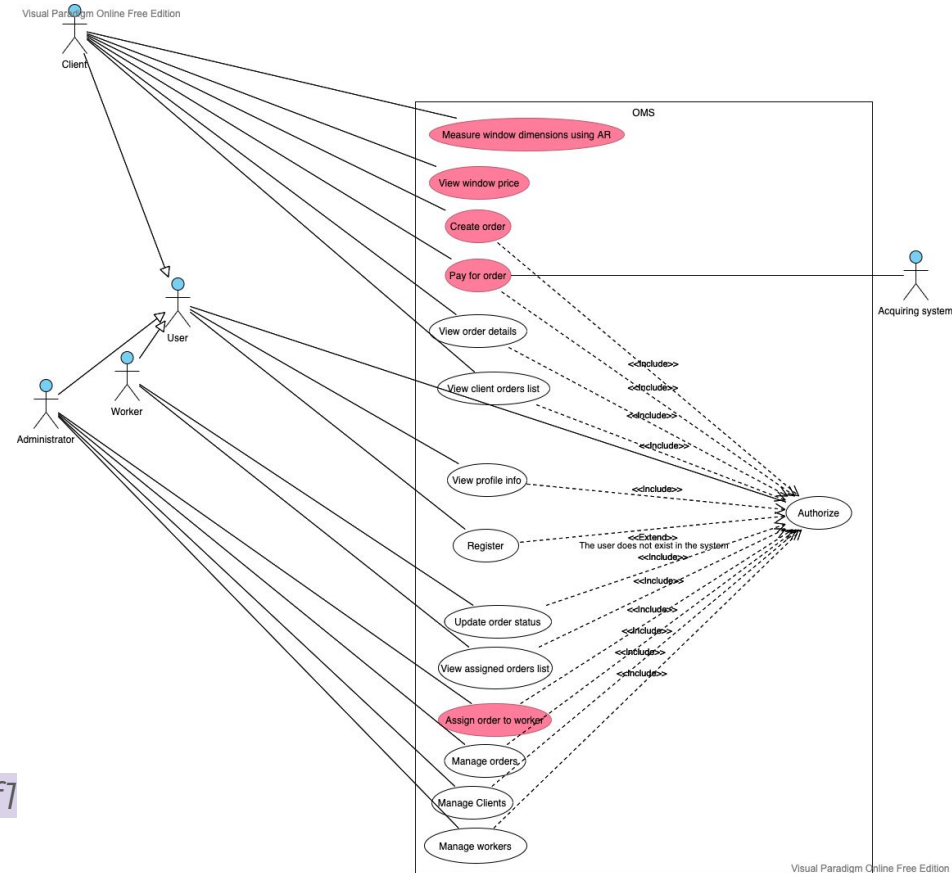 Visual Paradigm Online Free Edition
Client
OMS
Measure window dimensions using AR
View window price
Create order
Pay for order
Acquiring system
User
View order details
<<Include>>
View client orders list
<<Include>>
<<Include>>
<<Include>>
Worker
Administrator
View profile info
<<Include>>
Authorize
Register
<<Extend>>
The user does not exist in the system
<<Include>>
<<Include>>
Update order status
<<Include>>
<<Include>>
View assigned orders list
<<Include>>
<<Include>>
Assign order to worker
Manage orders
Manage Clients
Manage workers
Visual Paradigm Online Free Edition